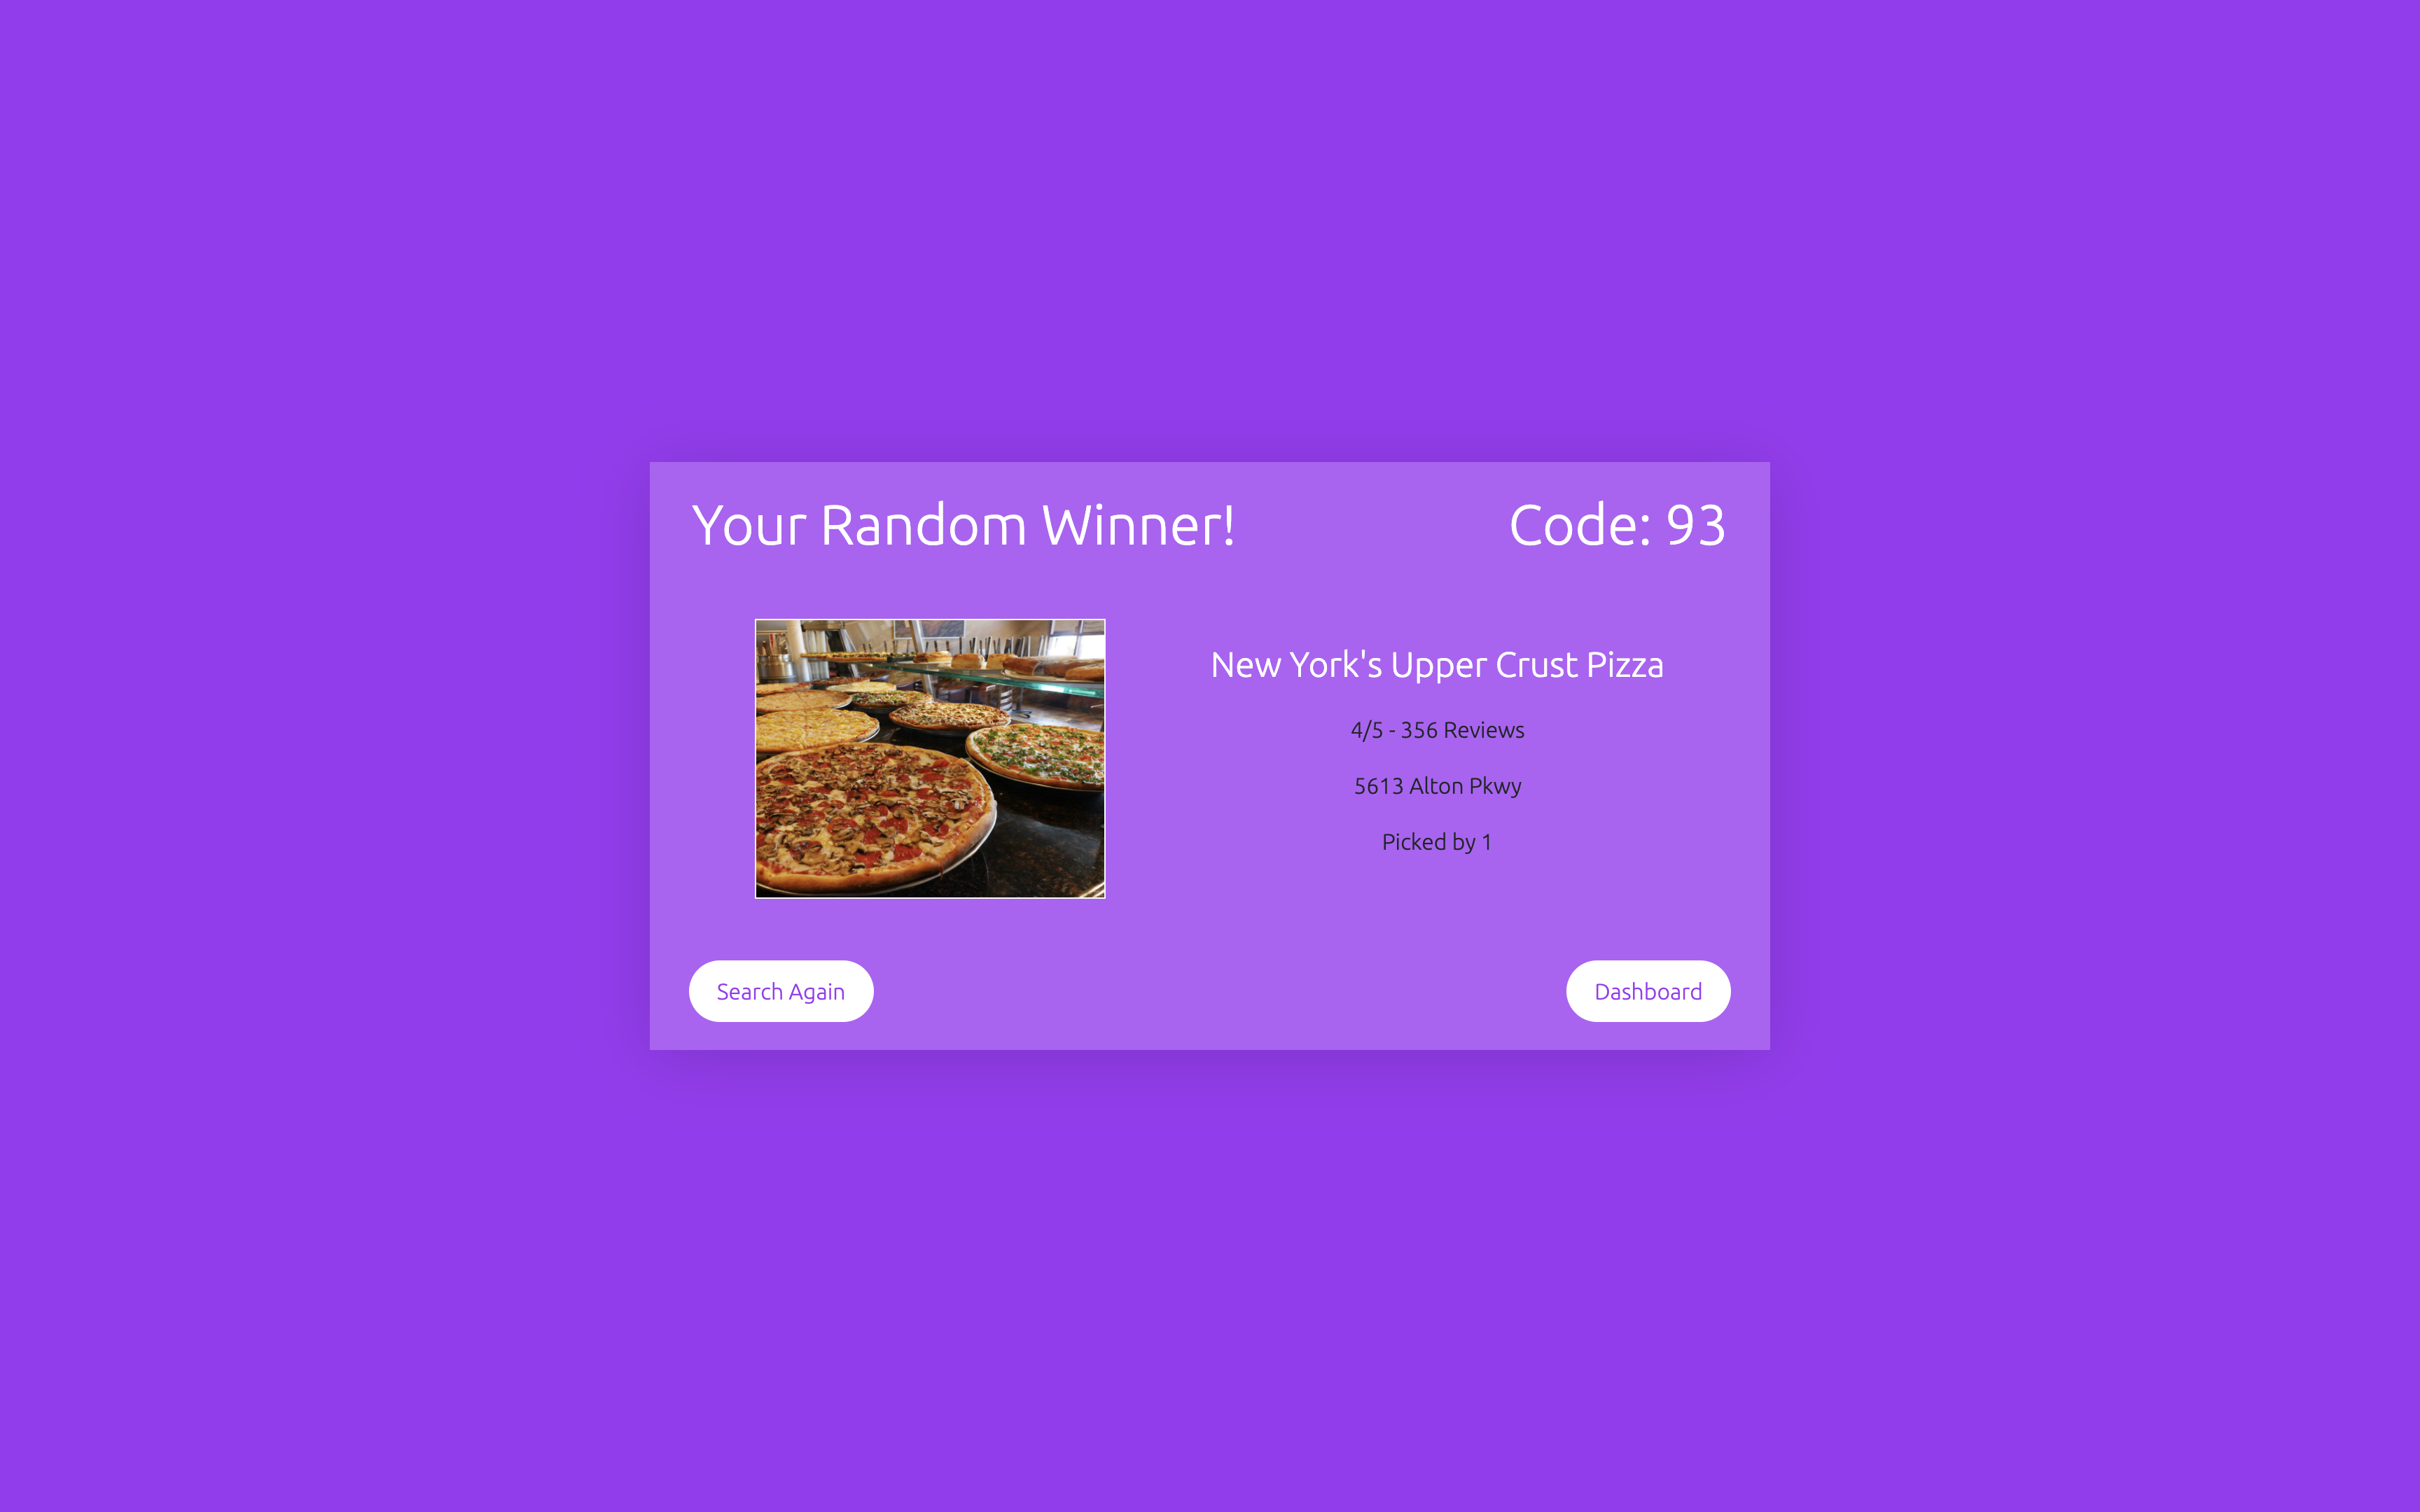 Your Random Winner!
Code: 93
New York's Upper Crust Pizza
4/5 - 356 Reviews
5613 Alton Pkwy
Picked by 1
Search Again
Dashboard